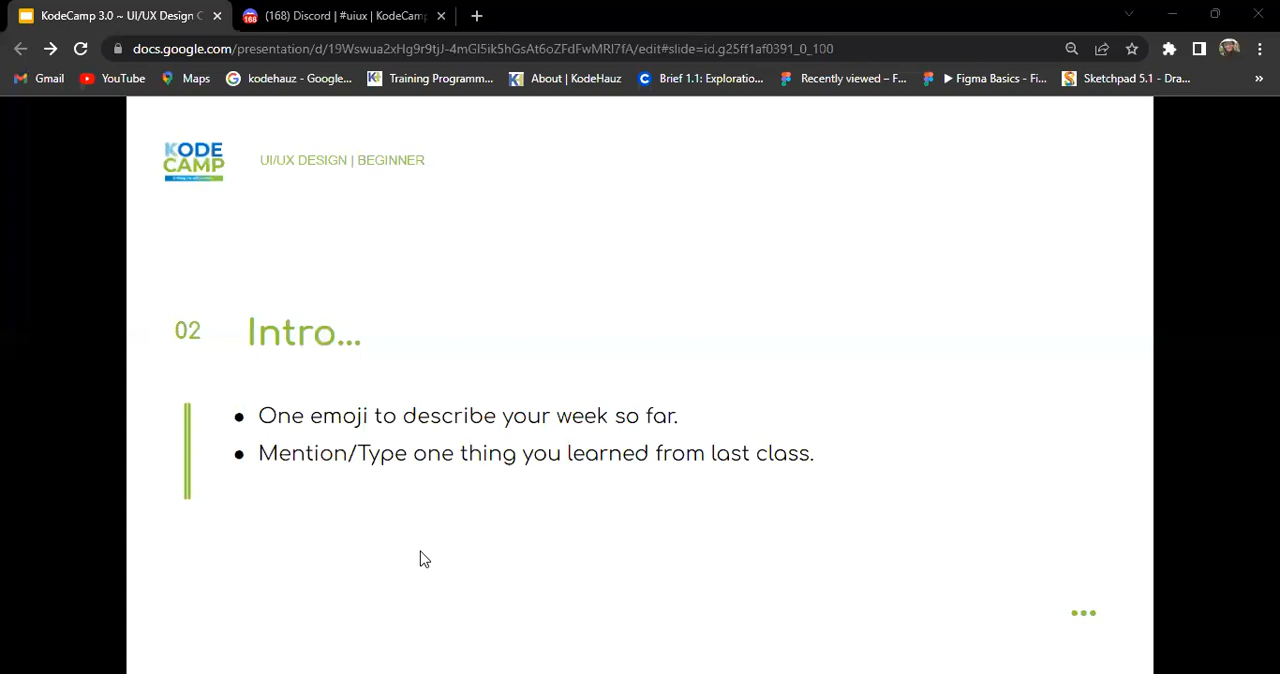 KodeCamp 3.0 ~ UI/UX Design C
(168) Discord | #uiux | KodeCamp
docs.google.com/presentation/d/19Wswua2xHg9r9tjJ-4mGl5ik5hGsAt6oZFdFwMRl7fA/edit#slide=id.g25ff1af0391_0_100
Gmail
YouTube
Maps
kodehauz - Google...
Training Programm...
About | KodeHauz
Brief 1.1: Exploratio...
Recently viewed – F...
▶ Figma Basics - Fi...
Sketchpad 5.1 - Dra...
»
KODE
CAMP
UI/UX DESIGN | BEGINNER
02 Intro...
● One emoji to describe your week so far.
● Mention/Type one thing you learned from last class.